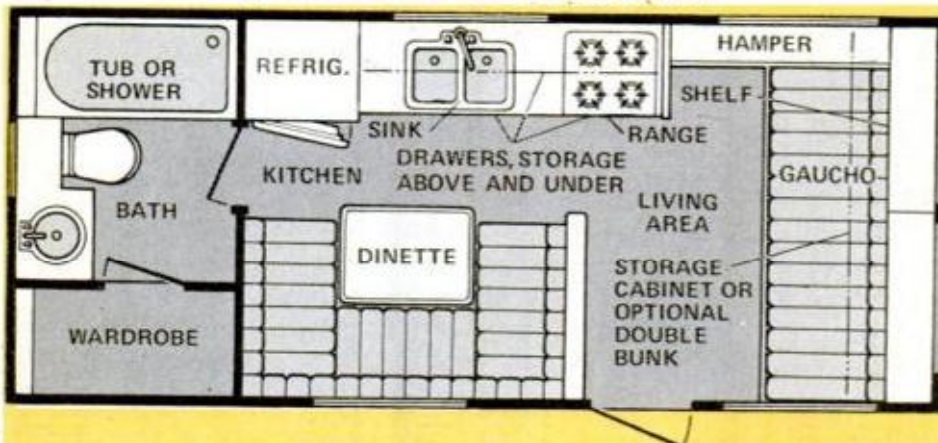 TUB OR
SHOWER
REFRIG.
HAMPER
SHELF
SINK
RANGE
DRAWERS, STORAGE
ABOVE AND UNDER
KITCHEN
GAUCHO
BATH
LIVING
AREA
DINETTE
STORAGE
CABINET OR
OPTIONAL
DOUBLE
BUNK
WARDROBE